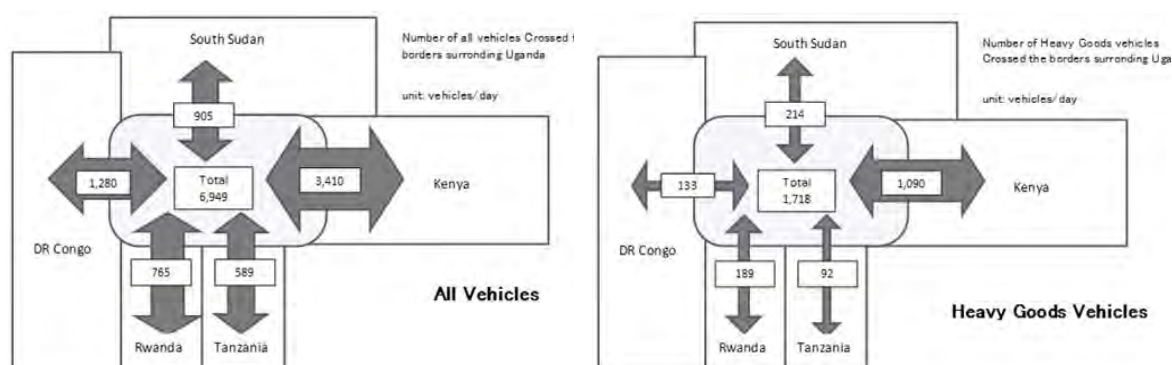 South Sudan
Number of all vehicles Crossed
borders surronding Uganda
unit: vehicles/day
905
1,280
Total
6,949
3,410
Kenya
DR Congo
765
589
All Vehicles
Rwanda
Tanzania
South Sudan
Number of Heavy Goods vehicles
Crossed the borders surronding Uga
unit: vehicles/day
214
133
Total
1,718
1,090
Kenya
DR Congo
189
92
Heavy Goods Vehicles
Rwanda
Tanzania